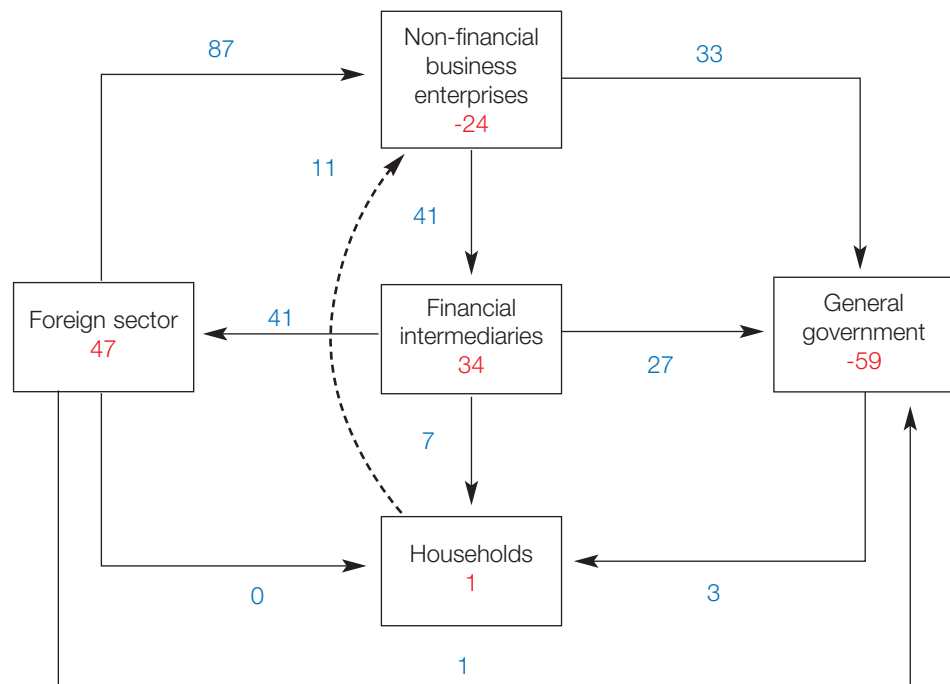 87
Non-financial
business
enterprises
-24
33
11
41
Foreign sector
47
41
Financial
intermediaries
34
27
General
government
-59
7
Households
1
0
3
1